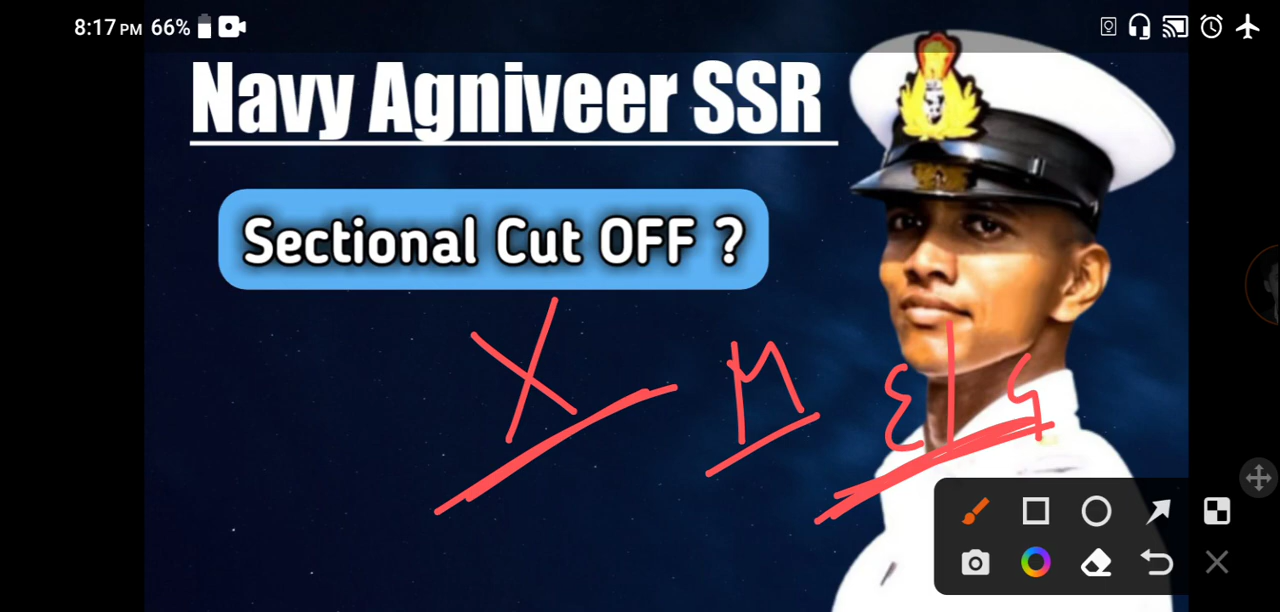 8:17 PM 66%
Navy Agniveer SSR
Sectional Cut OFF ?
X M